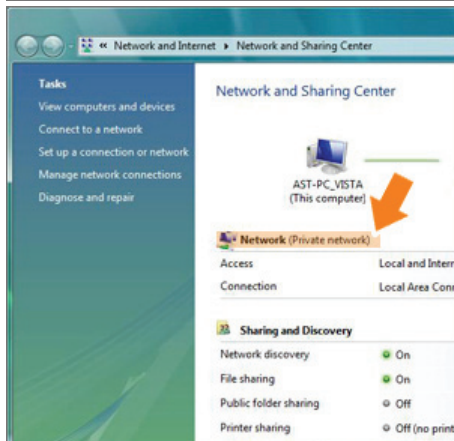 « Network and Internet ▸ Network and Sharing Center
Tasks
View computers and devices
Connect to a network
Set up a connection or network
Manage network connections
Diagnose and repair
Network and Sharing Center
AST-PC_VISTA
(This computer)
Network (Private network)
Access Local and Intern
Connection Local Area Conn
Sharing and Discovery
Network discovery On
File sharing On
Public folder sharing Off
Printer sharing Off (no print